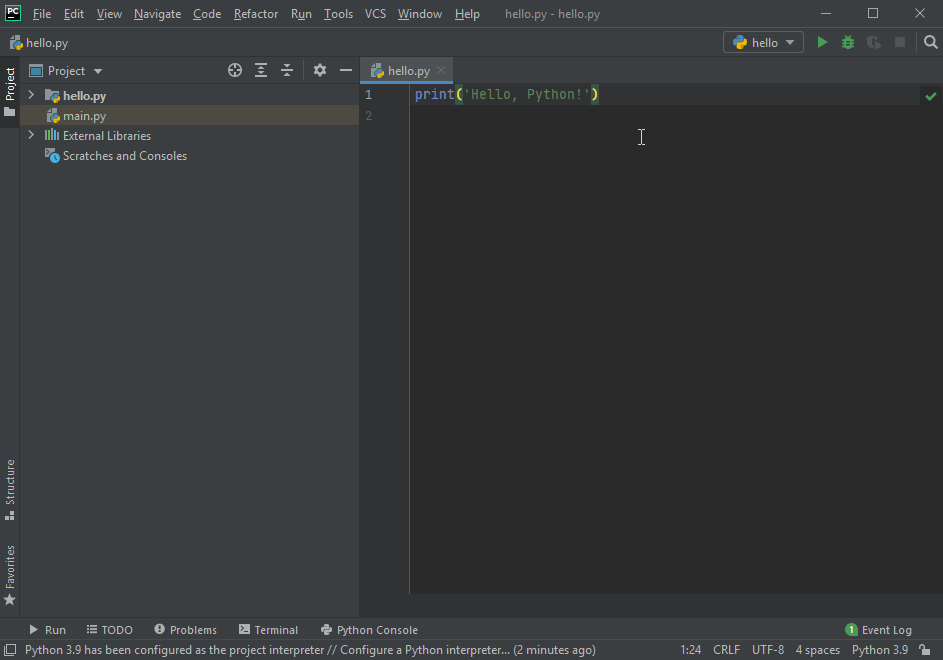 PC File Edit View Navigate Code Refactor Run Tools VCS Window Help hello.py - hello.py
hello.py hello
Project
Project
hello.py
1 print('Hello, Python!')
2
hello.py
main.py
External Libraries
Scratches and Consoles
Structure
Favorites
Run TODO Problems Terminal Python Console 1 Event Log
Python 3.9 has been configured as the project interpreter // Configure a Python interpreter... (2 minutes ago) 1:24 CRLF UTF-8 4 spaces Python 3.9